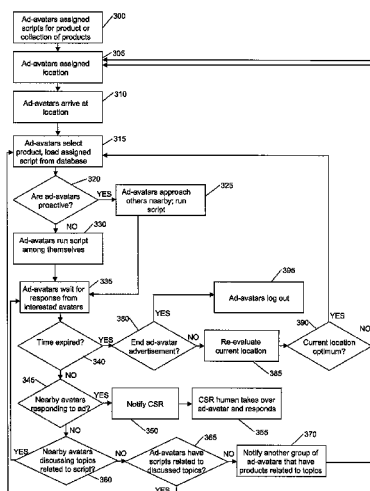 Ad-avatars assigned
scripts for product or
collection of products
300
Ad-avatars assigned
location
305
Ad-avatars arrive at
location
310
Ad-avatars select
product, load assigned
script from database
315
Are ad-avatars
proactive?
320
YES
Ad-avatars approach
others nearby; run
script
325
NO
330
Ad-avatars run script
among themselves
Ad-avatars wait for
response from
interested avatars
335
Time expired?
340
YES
End ad-avatar
advertisement?
380
YES
Ad-avatars log out
395
NO
Re-evaluate
current location
385
Current location
optimum?
390
YES
NO
NO
345
Nearby avatars
responding to ad?
YES
Notify CSR
350
CSR human takes over
ad-avatar and responds
355
NO
Nearby avatars
discussing topics
related to script?
360
YES
NO
Ad-avatars have
scripts related to
discussed topics?
365
NO
YES
Notify another group of
ad-avatars that have
products related to topics
370